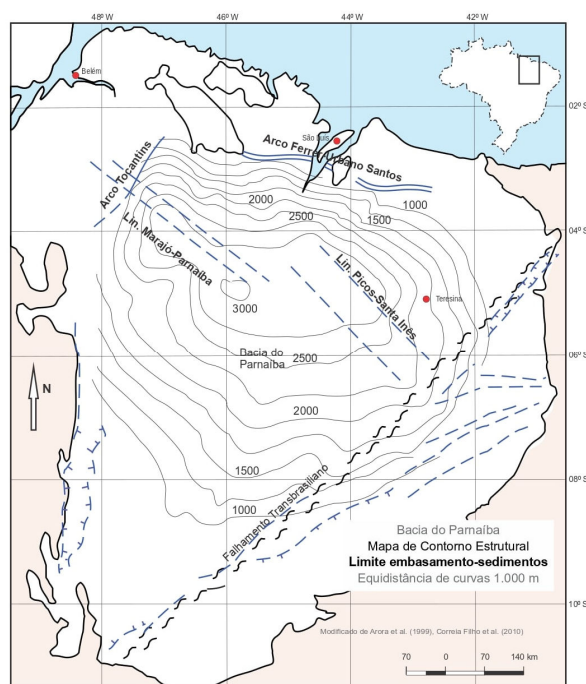 48º W
46º W
44º W
42º W
Belém
02º S
São Luís
Arco Ferrer-Urbano Santos
Arco Tocantins
2000
1000
2500
1500
04º S
Lin. Marajó-Parnaíba
Lin. Picos-Santa Inês
3000
Teresina
Bacia do
Parnaíba
2500
06º S
N
2000
1500
08º S
1000
Falhamento Transbrasiliano
Bacia do Parnaíba
Mapa de Contorno Estrutural
Limite embasamento-sedimentos
Equidistância de curvas 1.000 m
10º S
Modificado de Arora et al. (1999), Correia Filho et al. (2010)
70 0 70 140 km